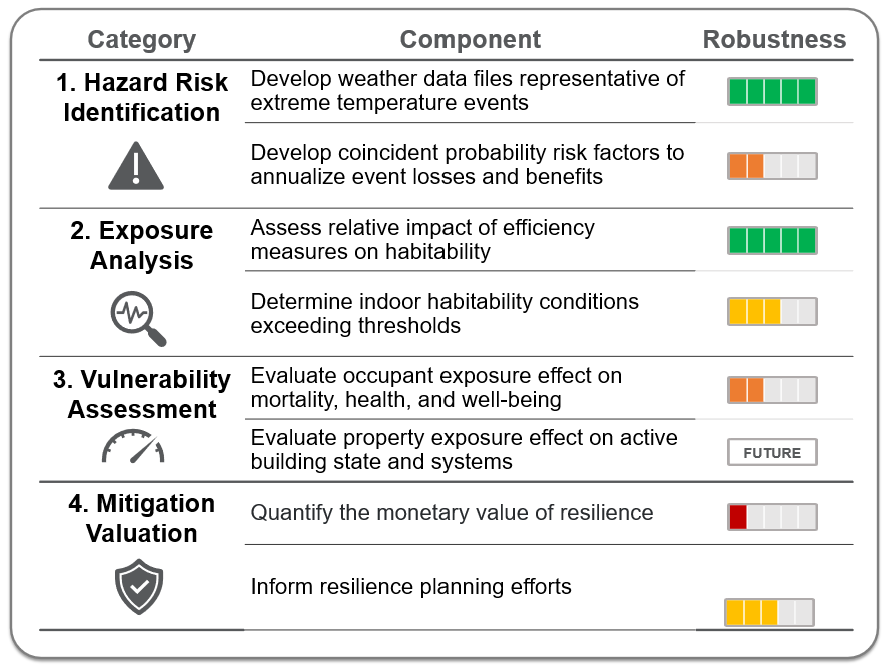 Category Component Robustness
1. Hazard Risk
Identification
Develop weather data files representative of
extreme temperature events
Develop coincident probability risk factors to
annualize event losses and benefits
2. Exposure
Analysis
Assess relative impact of efficiency
measures on habitability
Determine indoor habitability conditions
exceeding thresholds
3. Vulnerability
Assessment
Evaluate occupant exposure effect on
mortality, health, and well-being
Evaluate property exposure effect on active
building state and systems
FUTURE
4. Mitigation
Valuation
Quantify the monetary value of resilience
Inform resilience planning efforts